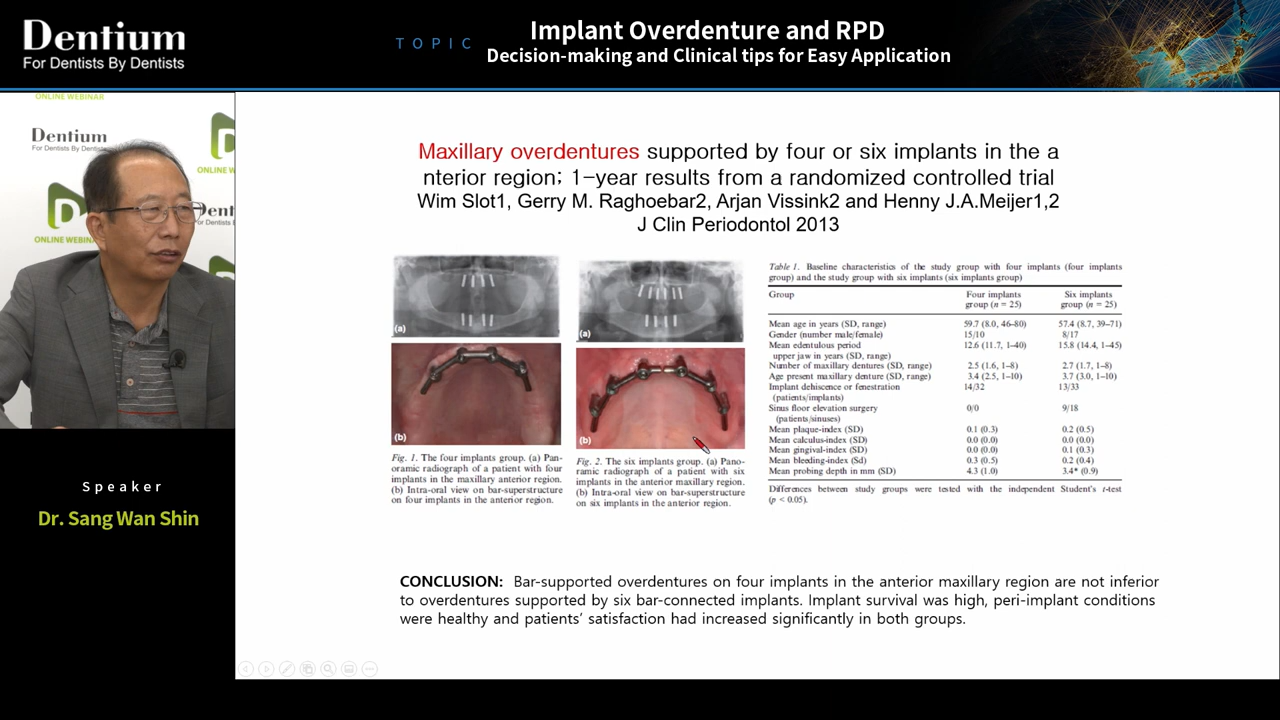 Dentium
For Dentists By Dentists
TOPIC
Implant Overdenture and RPD
Decision-making and Clinical tips for Easy Application
ONLINE WEBINAR
Dentium
For Dentists By Dentists
ONLINE W
Dent
For Dentists
ONLINE WEBINA
Speaker
Dr. Sang Wan Shin
Maxillary overdentures supported by four or six implants in the a
nterior region; 1-year results from a randomized controlled trial
Wim Slot1, Gerry M. Raghoebar2, Arjan Vissink2 and Henny J.A.Meijer1,2
J Clin Periodontol 2013
(a)
(b)
Fig. 1. The four implants group. (a) Pan-
oramic radiograph of a patient with four
implants in the maxillary anterior region.
(b) Intra-oral view on bar-superstructure
on four implants in the anterior region.
(a)
(b)
Fig. 2. The six implants group. (a) Pano-
ramic radiograph of a patient with six
implants in the anterior maxillary region.
(b) Intra-oral view on bar-superstructure
on six implants in the anterior region.
Table 1. Baseline characteristics of the study group with four implants (four implants
group) and the study group with six implants (six implants group)
Group Four implants group (n = 25) Six implants group (n = 25)
Mean age in years (SD, range) 59.7 (8.0, 46–80) 57.4 (8.7, 39–71)
Gender (number male/female) 15/10 8/17
Mean edentulous period upper jaw in years (SD, range) 12.6 (11.7, 1–40) 15.8 (14.4, 1–45)
Number of maxillary dentures (SD, range) 2.5 (1.6, 1–8) 2.7 (1.7, 1–8)
Age present maxillary denture (SD, range) 3.4 (2.5, 1–10) 3.7 (3.0, 1–10)
Implant dehiscence or fenestration (patients/implants) 14/32 13/33
Sinus floor elevation surgery (patients/sinuses) 0/0 9/18
Mean plaque-index (SD) 0.1 (0.3) 0.2 (0.5)
Mean calculus-index (SD) 0.0 (0.0) 0.0 (0.0)
Mean gingival-index (SD) 0.0 (0.0) 0.1 (0.3)
Mean bleeding-index (Sd) 0.3 (0.5) 0.2 (0.4)
Mean probing depth in mm (SD) 4.3 (1.0) 3.4* (0.9)
Differences between study groups were tested with the independent Student's t-test
(p < 0.05).
CONCLUSION: Bar-supported overdentures on four implants in the anterior maxillary region are not inferior
to overdentures supported by six bar-connected implants. Implant survival was high, peri-implant conditions
were healthy and patients' satisfaction had increased significantly in both groups.